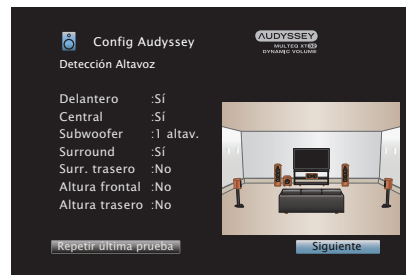 Config Audyssey
AUDYSSEY
MULTEQ XT32
DYNAMIC VOLUME
Detección Altavoz
Delantero :Sí
Central :Sí
Subwoofer :1 altav.
Surround :Sí
Surr. trasero :No
Altura frontal :No
Altura trasero :No
Repetir última prueba
Siguiente